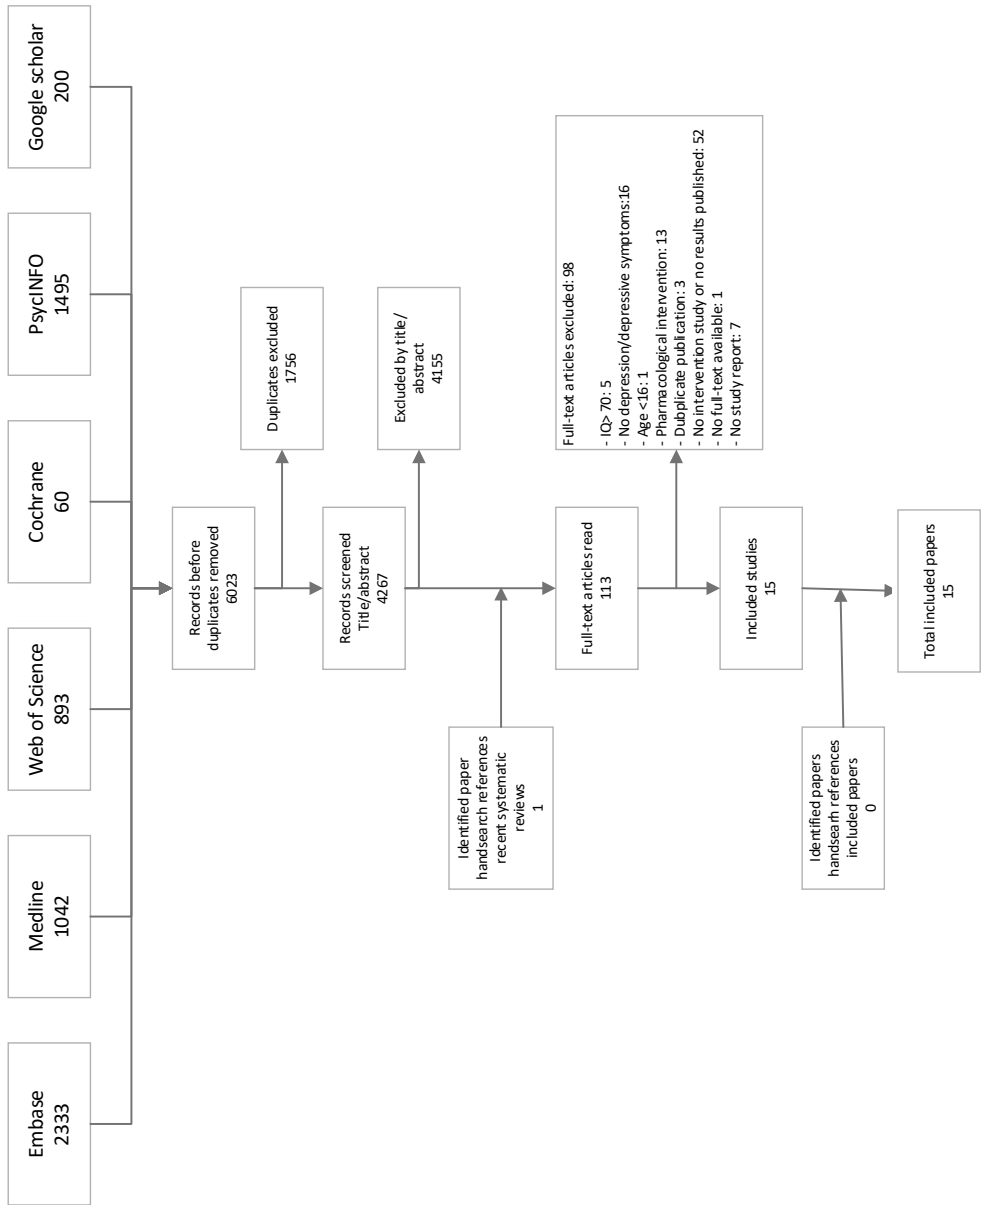 Embase
2333
Medline
1042
Web of Science
893
Cochrane
60
PsycINFO
1495
Google scholar
200
Records before
duplicates removed
6023
Duplicates excluded
1756
Records screened
Title/abstract
4267
Excluded by title/
abstract
4155
Identified paper
handsearch references
recent systematic
reviews
1
Full-text articles read
113
Full-text articles excluded: 98
- IQ> 70: 5
- No depression/depressive symptoms:16
- Age <16: 1
- Pharmacological intervention: 13
- Dubplicate publication: 3
- No intervention study or no results published: 52
- No full-text available: 1
- No study report: 7
Included studies
15
Identified papers
handsearh references
included papers
0
Total included papers
15